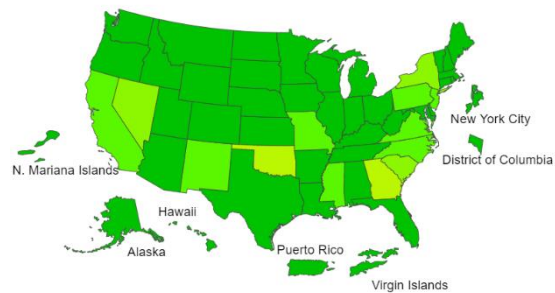 New York City
District of Columbia
N. Mariana Islands
Hawaii
Alaska
Puerto Rico
Virgin Islands